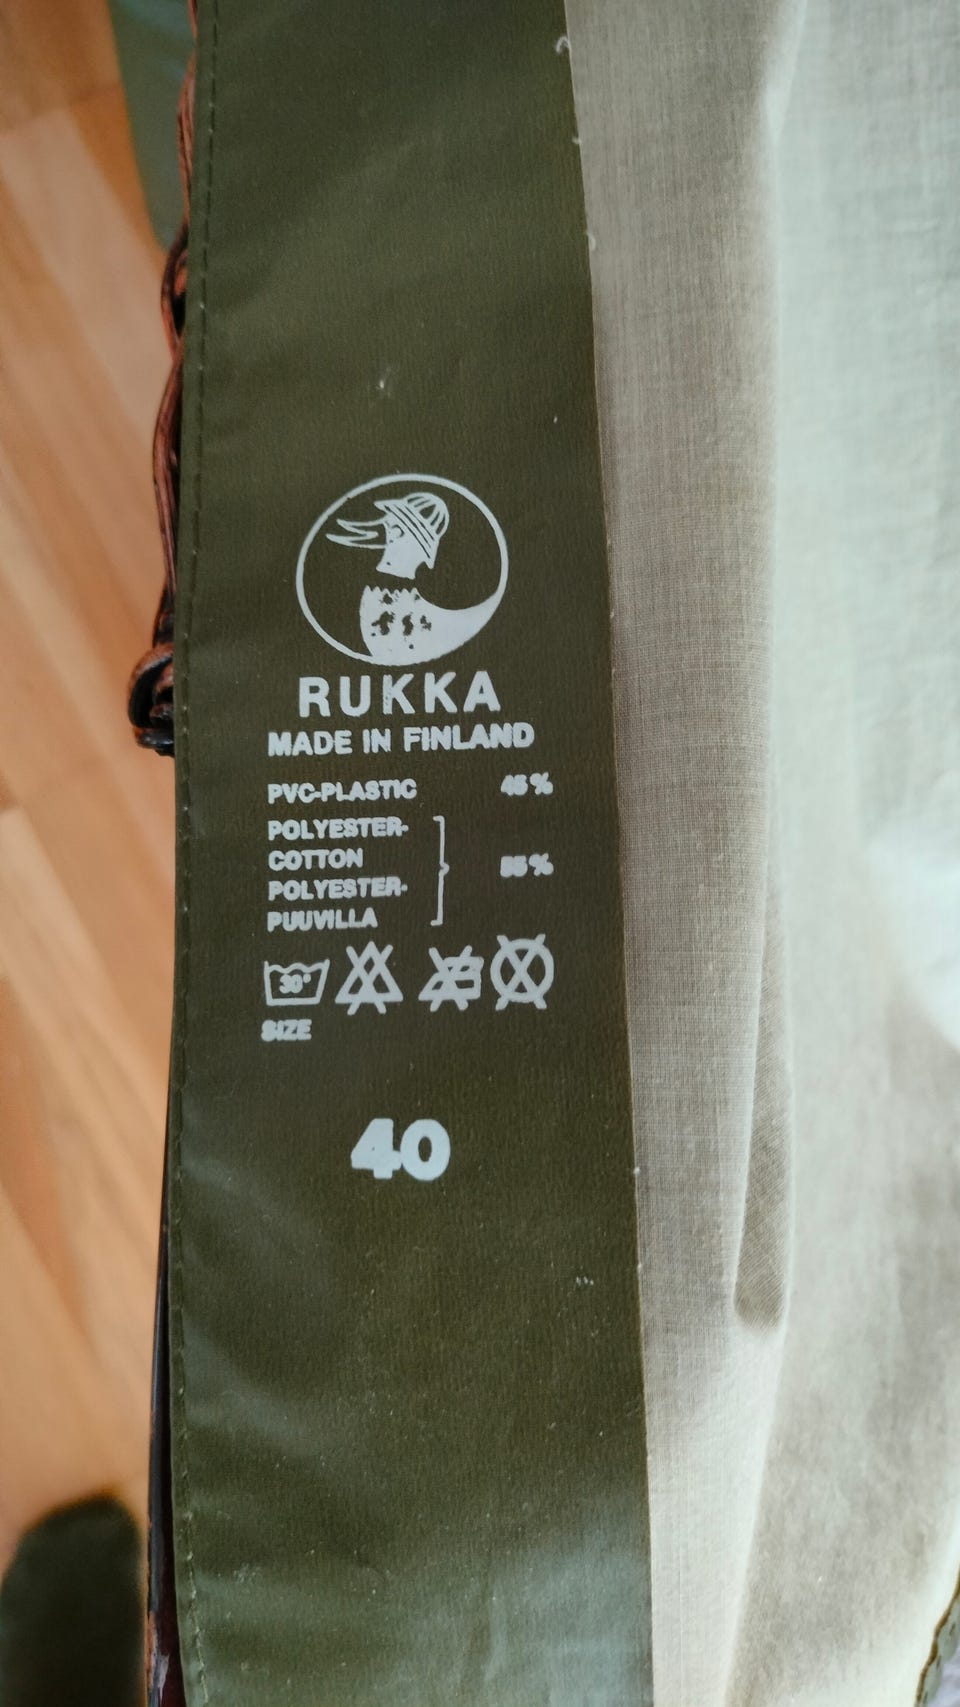 RUKKA
MADE IN FINLAND
PVC-PLASTIC 45%
POLYESTER-
COTTON 55%
POLYESTER-
PUUVILLA
30°
SIZE
40